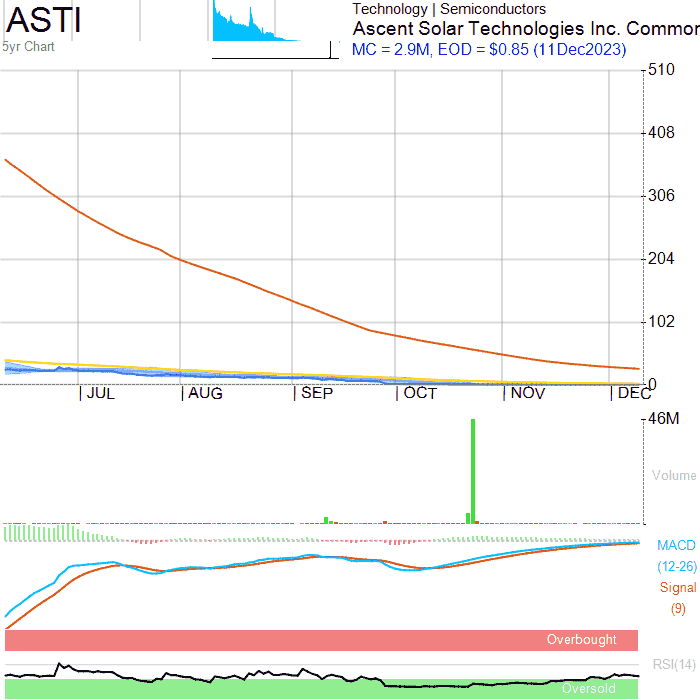 ASTI
5yr Chart
Technology | Semiconductors
Ascent Solar Technologies Inc. Common
MC = 2.9M, EOD = $0.85 (11Dec2023)
510
408
306
204
102
0
JUL AUG SEP OCT NOV DEC
46M
Volume
MACD
(12-26)
Signal
(9)
Overbought
RSI(14)
Oversold